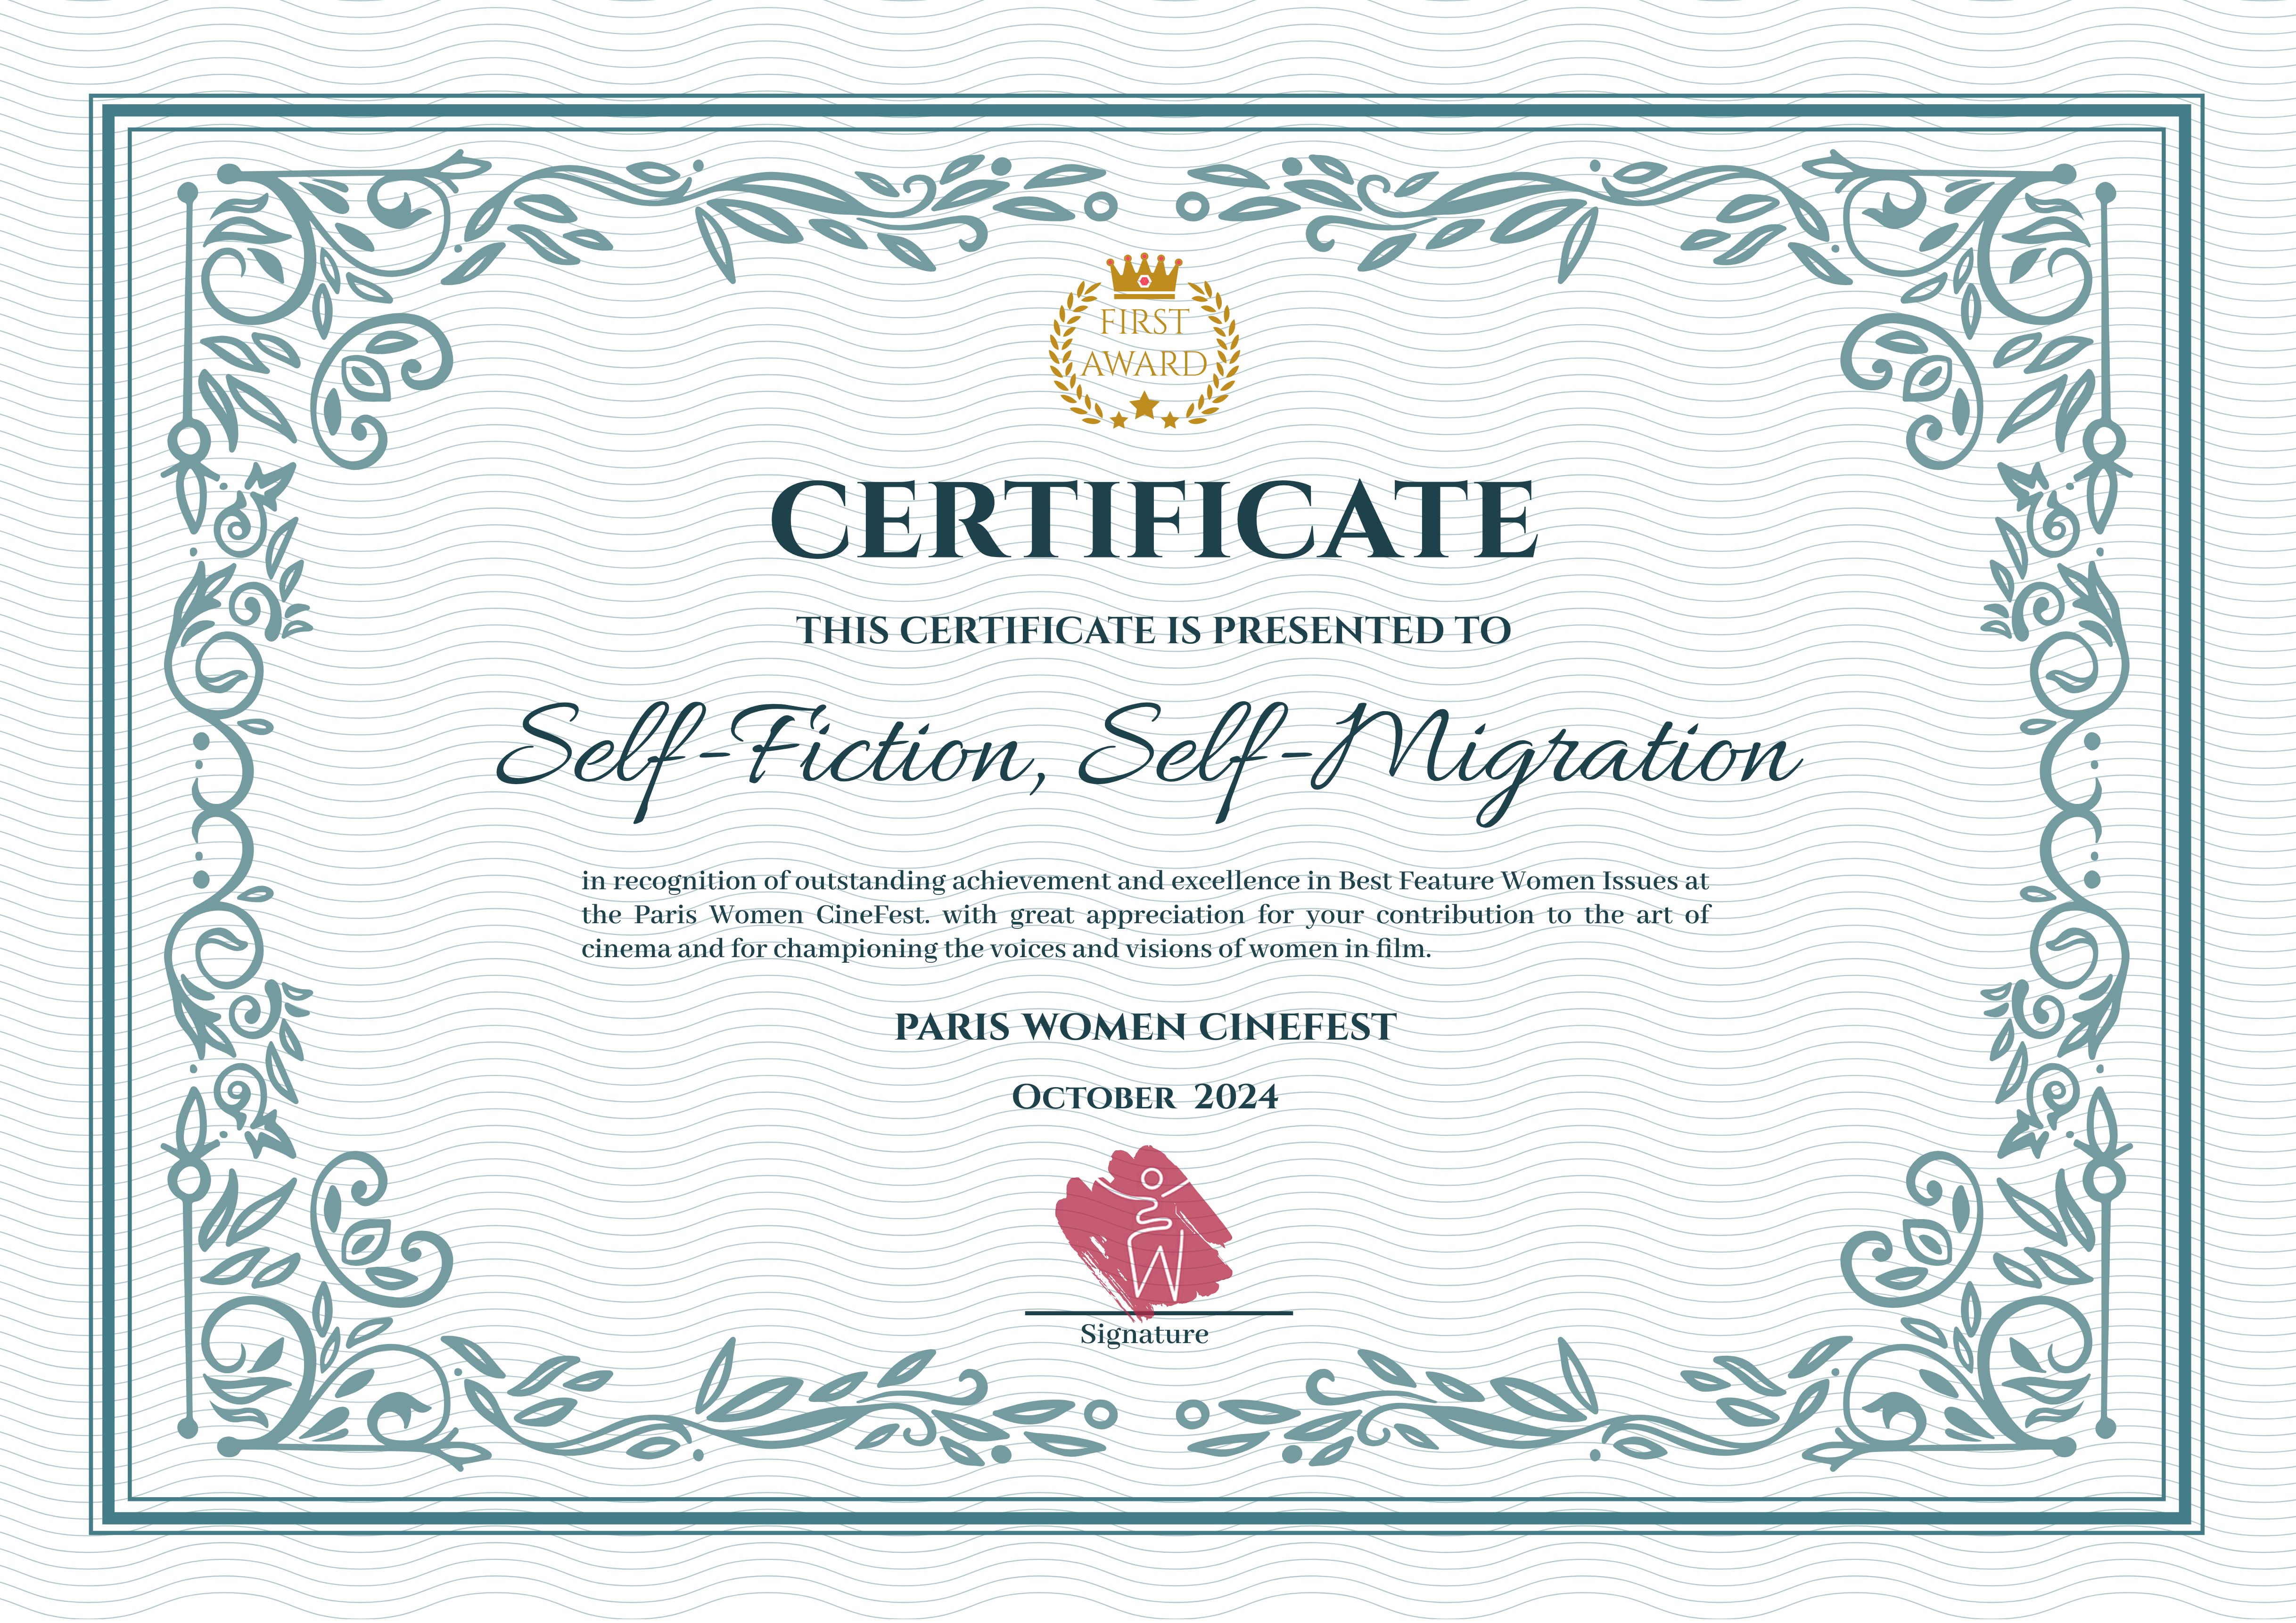 FIRST
AWARD
CERTIFICATE
THIS CERTIFICATE IS PRESENTED TO
Self-Fiction, Self-Migration
in recognition of outstanding achievement and excellence in Best Feature Women Issues at
the Paris Women CineFest. with great appreciation for your contribution to the art of
cinema and for championing the voices and visions of women in film.
PARIS WOMEN CINEFEST
October 2024
Signature